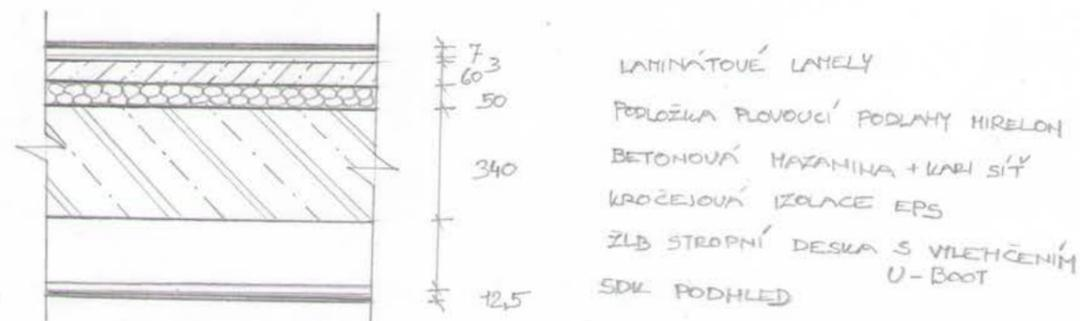 7
3
60
50
340
12,5
LAMINÁTOVÉ LAMELY
PODLOŽKA PLOVOUCÍ PODLAHY MIRELON
BETONOVÁ MAZANINA + KARI SÍŤ
KROČEJOVÁ IZOLACE EPS
ŽLB STROPNÍ DESKA S VYLEHČENÍM
U-BOOT
SDK PODHLED